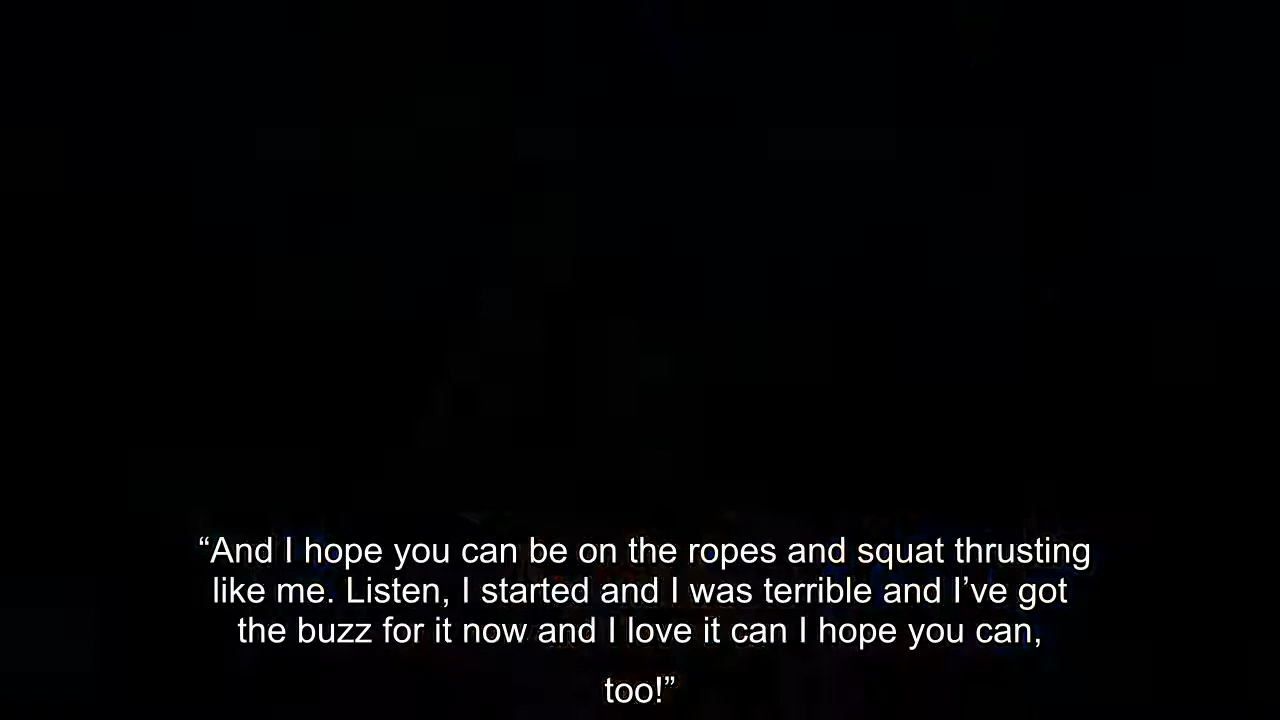 “And I hope you can be on the ropes and squat thrusting
like me. Listen, I started and I was terrible and I’ve got
the buzz for it now and I love it can I hope you can,
too!”